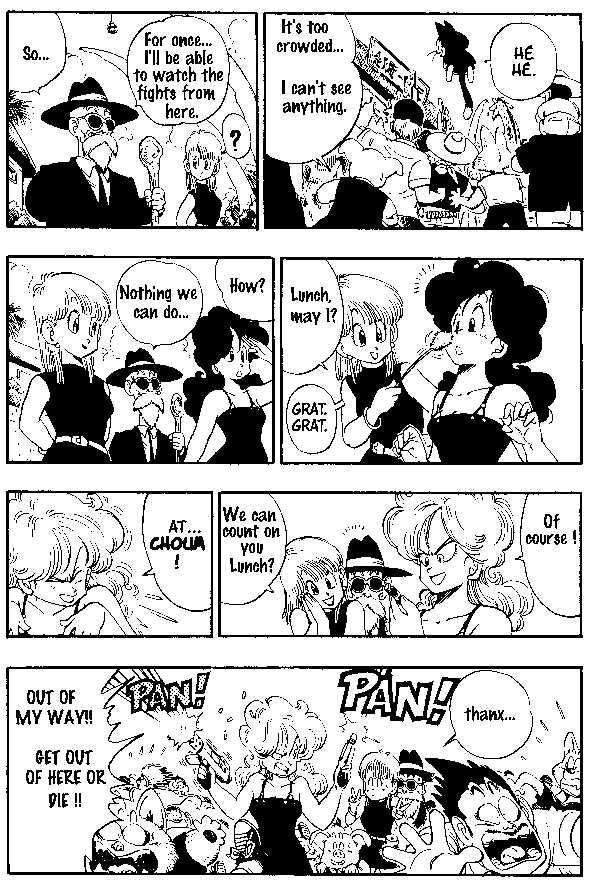 So...
For once...
I'll be able
to watch the
fights from
here.
?
It's too
crowded...
I can't see
anything.
HE
HE.
Nothing we
can do...
How?
Lunch,
may I?
GRAT.
GRAT.
AT...
CHOUM
!
We can
count on
you
Lunch?
Of
course !
OUT OF
MY WAY!!
GET OUT
OF HERE OR
DIE !!
PAN!
PAN!
thanx...